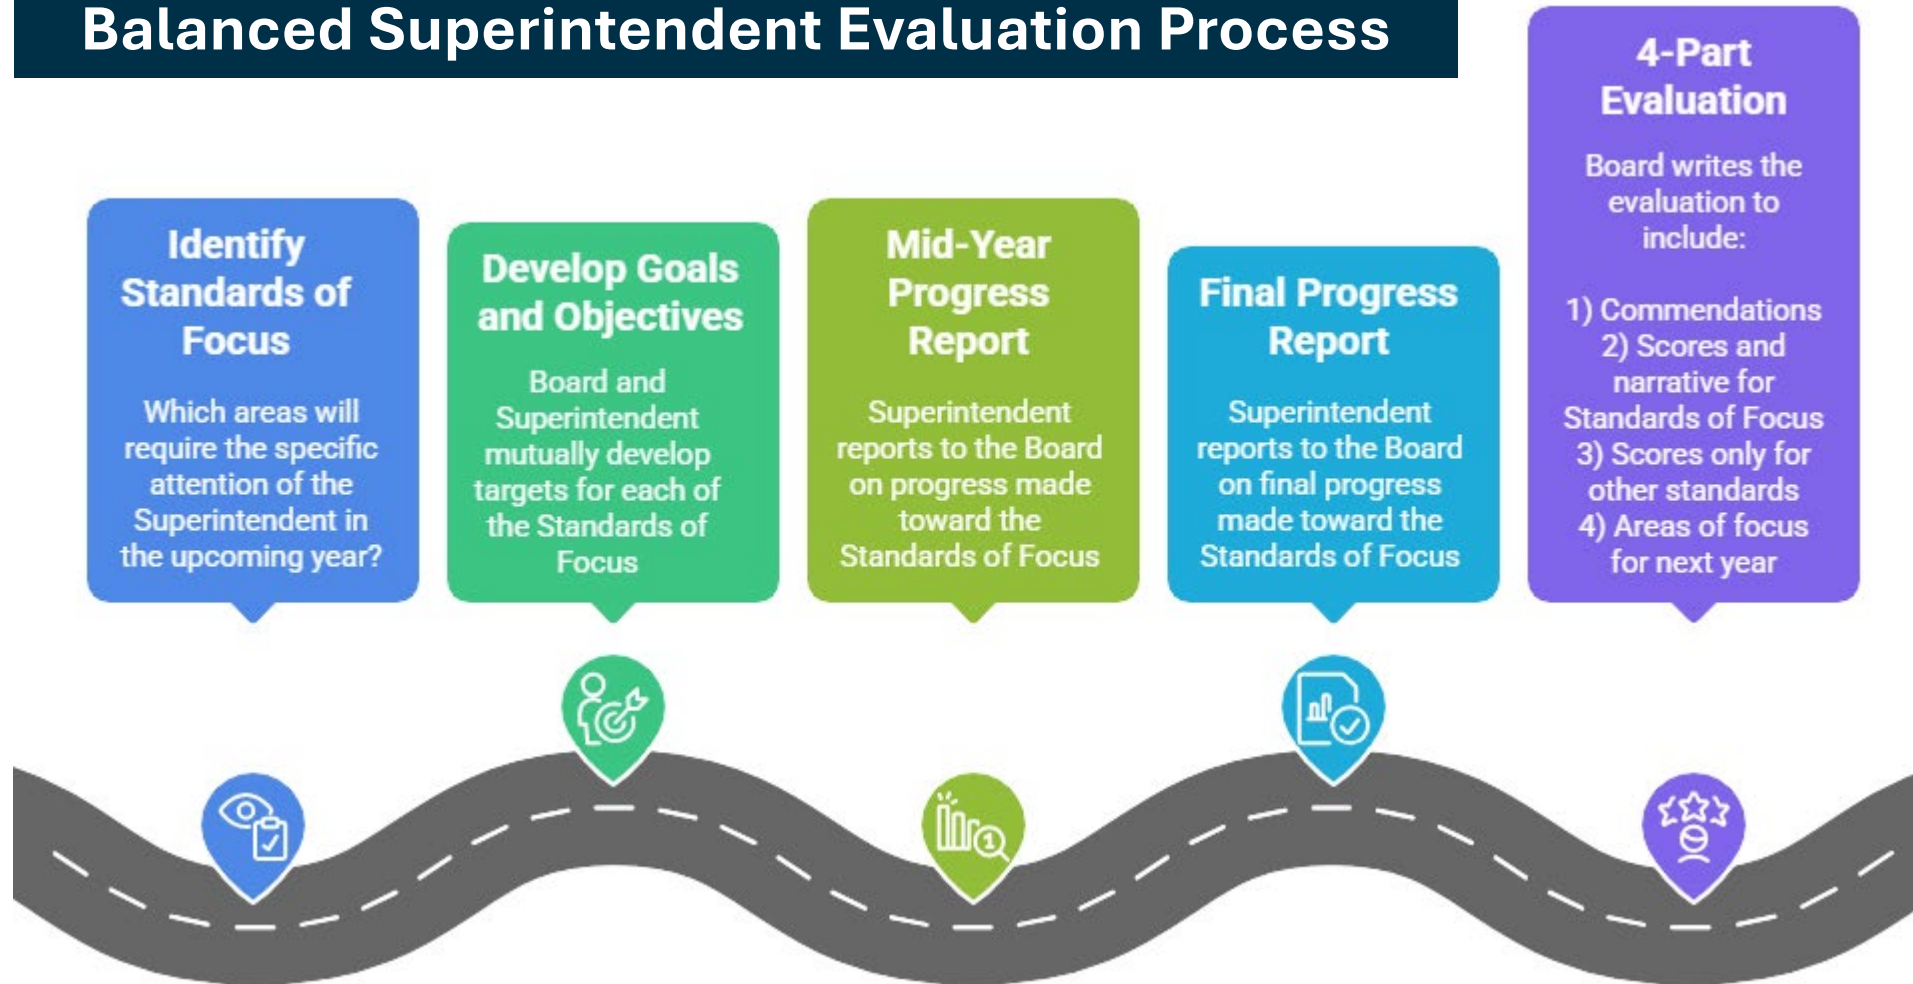 Balanced Superintendent Evaluation Process
Identify
Standards of
Focus
Which areas will
require the specific
attention of the
Superintendent in
the upcoming year?
Develop Goals
and Objectives
Board and
Superintendent
mutually develop
targets for each of
the Standards of
Focus
Mid-Year
Progress
Report
Superintendent
reports to the Board
on progress made
toward the
Standards of Focus
Final Progress
Report
Superintendent
reports to the Board
on final progress
made toward the
Standards of Focus
4-Part
Evaluation
Board writes the
evaluation to
include:
1) Commendations
2) Scores and
narrative for
Standards of Focus
3) Scores only for
other standards
4) Areas of focus
for next year
1